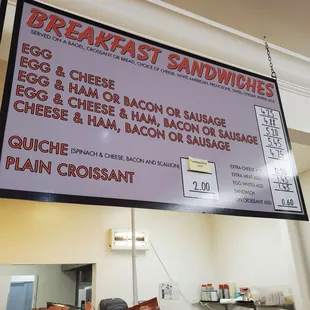 BREAKFAST SANDWICHES
SERVED ON A BAGEL, CROISSANT OR BREAD, CHOICE OF CHEESE: WHITE AMERICAN, PROVOLONE, SWISS, CHEDDAR
EGG
EGG & CHEESE
EGG & HAM OR BACON OR SAUSAGE
EGG & CHEESE & HAM, BACON OR SAUSAGE
CHEESE & HAM, BACON OR SAUSAGE
QUICHE (SPINACH & CHEESE, BACON AND SCALLION)
PLAIN CROISSANT 2.00
EXTRA CHEESE
EXTRA MEAT ADD
EGG WHITES ADD
SANDWICH
ON CROISSANT ADD 0.60